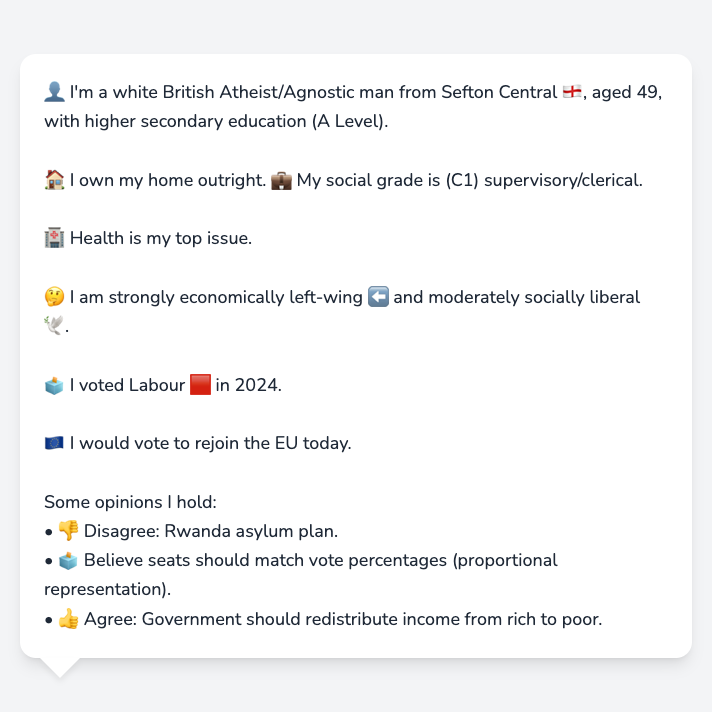 👤 I'm a white British Atheist/Agnostic man from Sefton Central 🏴󠁧󠁢󠁥󠁮󠁧󠁿, aged 49,
with higher secondary education (A Level).
🏠 I own my home outright. 💼 My social grade is (C1) supervisory/clerical.
🏥 Health is my top issue.
🤔 I am strongly economically left-wing ⬅️ and moderately socially liberal
🕊️.
🗳️ I voted Labour 🟥 in 2024.
🇪🇺 I would vote to rejoin the EU today.
Some opinions I hold:
• 👎 Disagree: Rwanda asylum plan.
• 🗳️ Believe seats should match vote percentages (proportional
representation).
• 👍 Agree: Government should redistribute income from rich to poor.